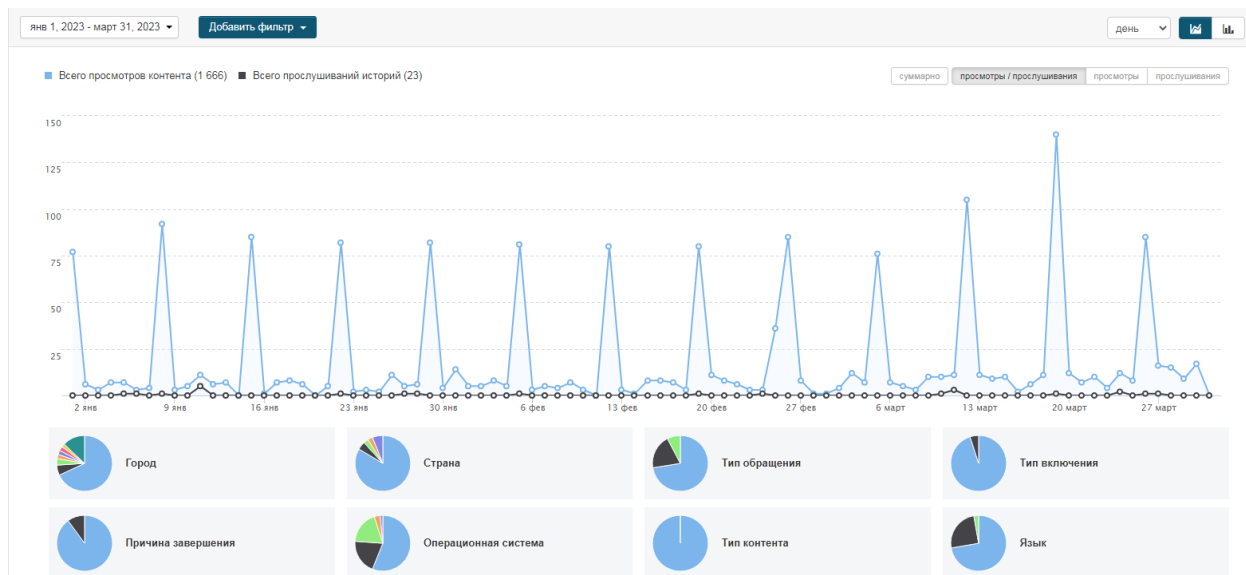 янв 1, 2023 - март 31, 2023
Добавить фильтр
день
Всего просмотров контента (1 666)
Всего прослушиваний историй (23)
суммарно
просмотры / прослушивания
просмотры
прослушивания
150
125
100
75
50
25
2 янв
9 янв
16 янв
23 янв
30 янв
6 фев
13 фев
20 фев
27 фев
6 март
13 март
20 март
27 март
Город
Страна
Тип обращения
Тип включения
Причина завершения
Операционная система
Тип контента
Язык